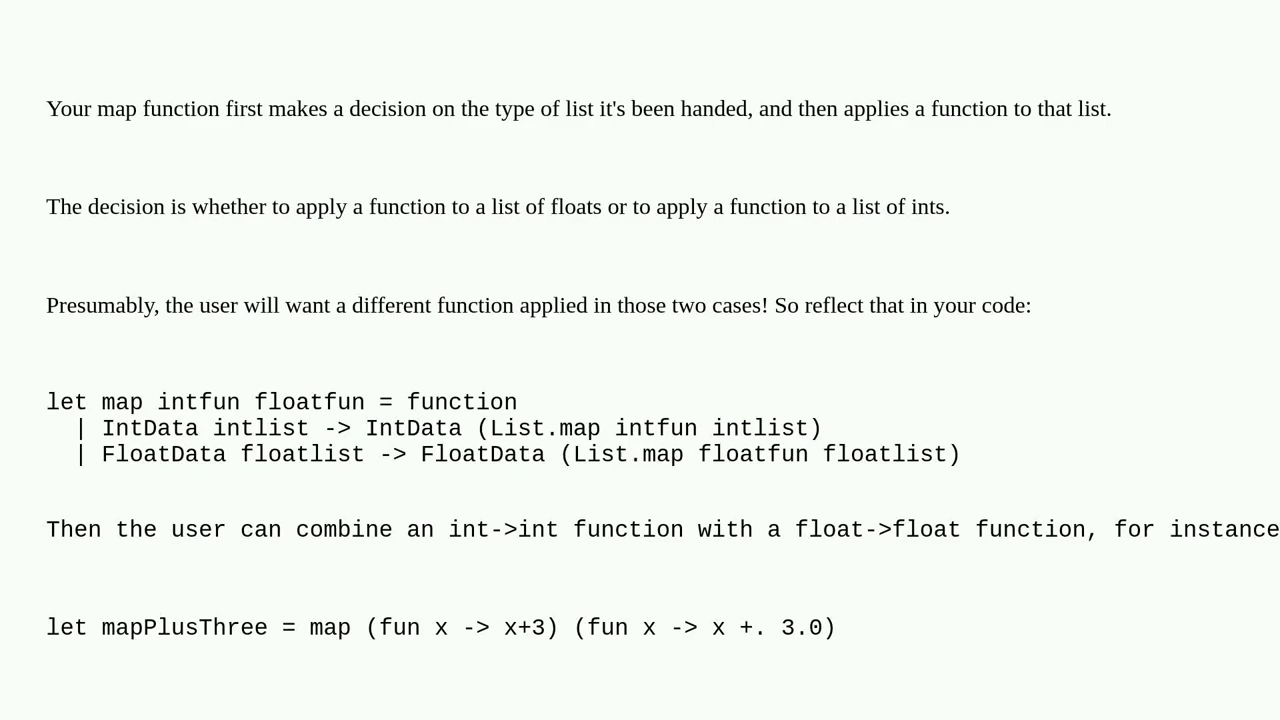 Your map function first makes a decision on the type of list it's been handed, and then applies a function to that list.
The decision is whether to apply a function to a list of floats or to apply a function to a list of ints.
Presumably, the user will want a different function applied in those two cases! So reflect that in your code:
let map intfun floatfun = function
  | IntData intlist -> IntData (List.map intfun intlist)
  | FloatData floatlist -> FloatData (List.map floatfun floatlist)
Then the user can combine an int->int function with a float->float function, for instance
let mapPlusThree = map (fun x -> x+3) (fun x -> x +. 3.0)